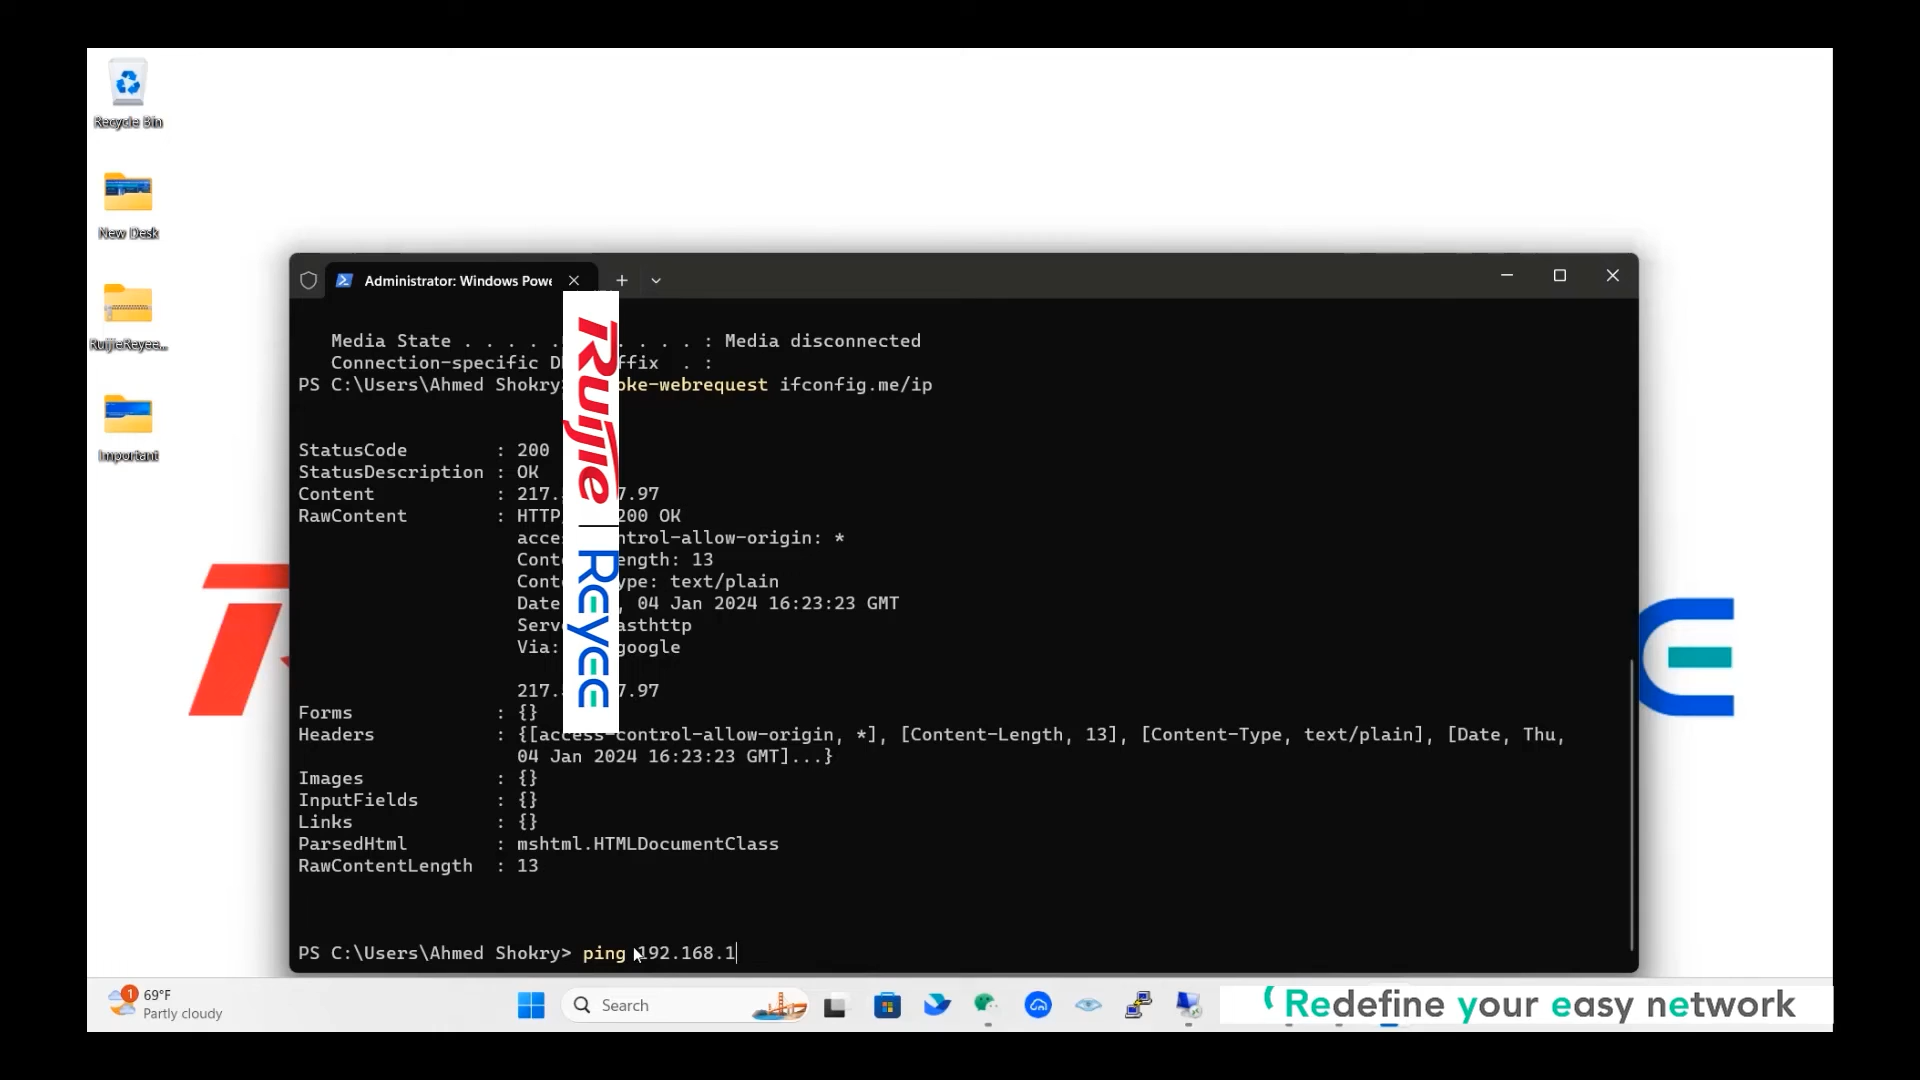 Recycle Bin
New Desk
RuijieReyee...
Important
Administrator: Windows Powe
Media State . . . . . . . . . . : Media disconnected
Connection-specific D ffix . :
PS C:\Users\Ahmed Shokry oke-webrequest ifconfig.me/ip
StatusCode : 200
StatusDescription : OK
Content : 217. 7.97
RawContent : HTTP 200 OK
acce ntrol-allow-origin: *
Cont ength: 13
Cont ype: text/plain
Date , 04 Jan 2024 16:23:23 GMT
Serv asthttp
Via: google
217. 7.97
Forms : {}
Headers : {[access-control-allow-origin, *], [Content-Length, 13], [Content-Type, text/plain], [Date, Thu,
04 Jan 2024 16:23:23 GMT]...}
Images : {}
InputFields : {}
Links : {}
ParsedHtml : mshtml.HTMLDocumentClass
RawContentLength : 13
PS C:\Users\Ahmed Shokry> ping 192.168.1
Ruijie | Reyee
1
69°F
Partly cloudy
Search
Redefine your easy network